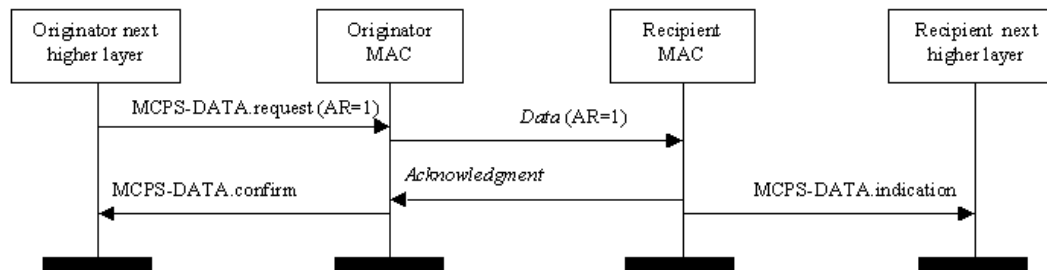 Originator next
higher layer
Originator
MAC
Recipient
MAC
Recipient next
higher layer
MCPS-DATA.request (AR=1)
Data (AR=1)
Acknowledgment
MCPS-DATA.confirm
MCPS-DATA.indication